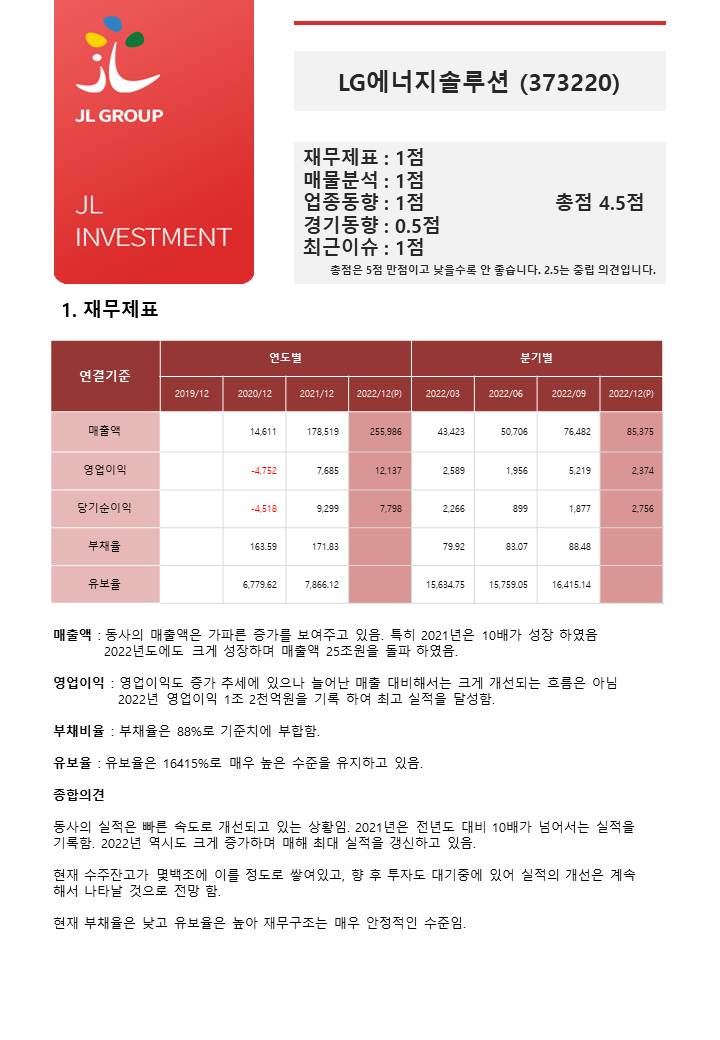 JL GROUP
JL
INVESTMENT
LG에너지솔루션 (373220)
재무제표 : 1점
매물분석 : 1점
업종동향 : 1점
총점 4.5점
경기동향 : 0.5점
최근이슈 : 1점
총점은 5점 만점이고 낮을수록 안 좋습니다. 2.5는 중립 의견입니다.
1. 재무제표
연결기준 연도별 분기별
2019/12 2020/12 2021/12 2022/12(P) 2022/03 2022/06 2022/09 2022/12(P)
매출액 14,611 178,519 255,986 43,423 50,706 76,482 85,375
영업이익 -4,752 7,685 12,137 2,589 1,956 5,219 2,374
당기순이익 -4,518 9,299 7,798 2,266 899 1,877 2,756
부채율 163.59 171.83 79.92 83.07 88.48
유보율 6,779.62 7,866.12 15,634.75 15,759.05 16,415.14
매출액 : 동사의 매출액은 가파른 증가를 보여주고 있음. 특히 2021년은 10배가 성장 하였음
2022년도에도 크게 성장하며 매출액 25조원을 돌파 하였음.
영업이익 : 영업이익도 증가 추세에 있으나 늘어난 매출 대비해서는 크게 개선되는 흐름은 아님
2022년 영업이익 1조 2천억원을 기록 하여 최고 실적을 달성함.
부채비율 : 부채율은 88%로 기준치에 부합함.
유보율 : 유보율은 16415%로 매우 높은 수준을 유지하고 있음.
종합의견
동사의 실적은 빠른 속도로 개선되고 있는 상황임. 2021년은 전년도 대비 10배가 넘어서는 실적을
기록함. 2022년 역시도 크게 증가하며 매해 최대 실적을 갱신하고 있음.
현재 수주잔고가 몇백조에 이를 정도로 쌓여있고, 향 후 투자도 대기중에 있어 실적의 개선은 계속
해서 나타날 것으로 전망 함.
현재 부채율은 낮고 유보율은 높아 재무구조는 매우 안정적인 수준임.